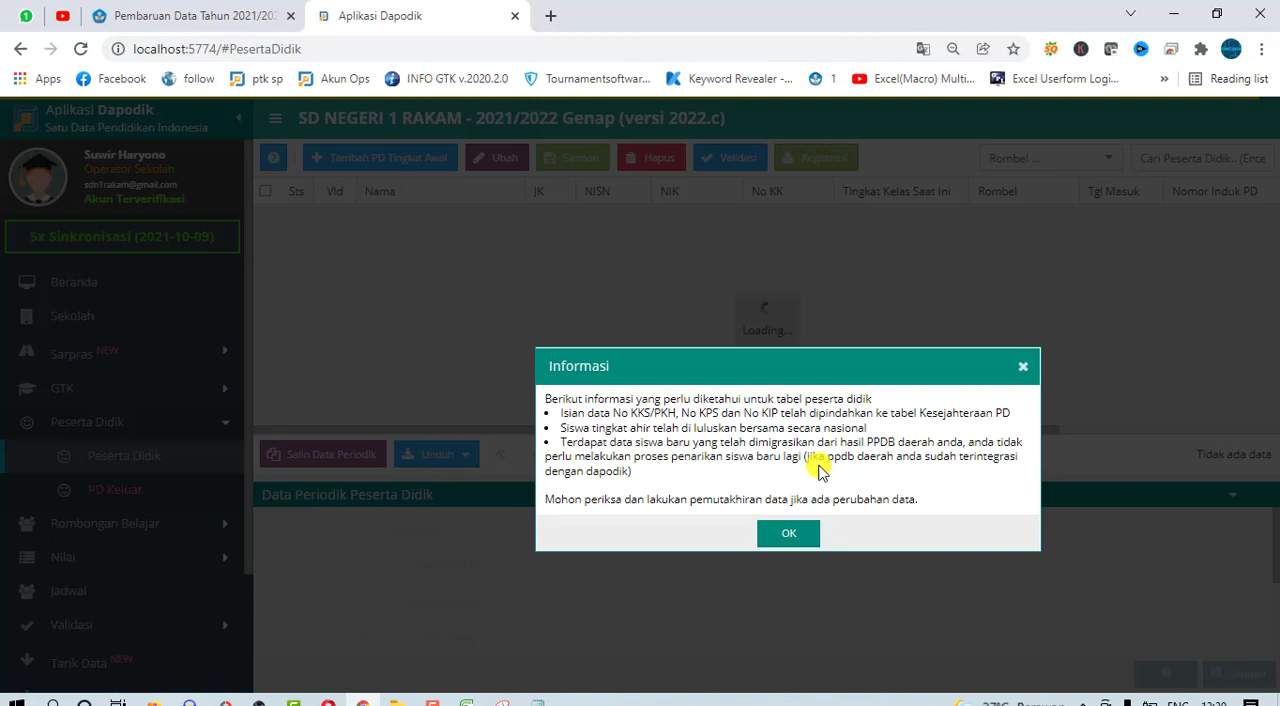 Pembaruan Data Tahun 2021/202
Aplikasi Dapodik
localhost:5774/#PesertaDidik
Apps
Facebook
follow
ptk sp
Akun Ops
INFO GTK v.2020.2.0
Tournamentsoftwar...
Keyword Revealer -...
1
Excel(Macro) Multi...
Excel Userform Logi...
»
Reading list
Aplikasi Dapodik
Satu Data Pendidikan Indonesia
SD NEGERI 1 RAKAM - 2021/2022 Genap (versi 2022.c)
Suwir Haryono
Operator Sekolah
sdn1rakam@gmail.com
Akun Terverifikasi
Tambah PD Tingkat Awal
Ubah
Simpan
Hapus
Validasi
Registrasi
Rombel ...
Cari Peserta Didik.. (Ente
Sts
Vld
Nama
JK
NISN
NIK
No KK
Tingkat Kelas Saat Ini
Rombel
Tgl Masuk
Nomor Induk PD
5x Sinkronisasi (2021-10-09)
Beranda
Sekolah
Sarpras NEW
GTK
Peserta Didik
Peserta Didik
PD Keluar
Rombongan Belajar
Nilai
Jadwal
Validasi
Tarik Data NEW
Loading...
Informasi
Berikut informasi yang perlu diketahui untuk tabel peserta didik
• Isian data No KKS/PKH, No KPS dan No KIP telah dipindahkan ke tabel Kesejahteraan PD
• Siswa tingkat ahir telah di luluskan bersama secara nasional
• Terdapat data siswa baru yang telah dimigrasikan dari hasil PPDB daerah anda, anda tidak
perlu melakukan proses penarikan siswa baru lagi (jika ppdb daerah anda sudah terintegrasi
dengan dapodik)
Mohon periksa dan lakukan pemutakhiran data jika ada perubahan data.
OK
Salin Data Periodik
Unduh
Tidak ada data
Data Periodik Peserta Didik